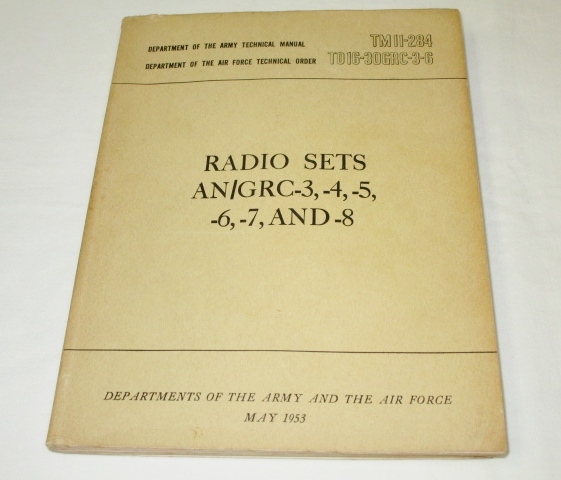 DEPARTMENT OF THE ARMY TECHNICAL MANUAL TM 11-284
DEPARTMENT OF THE AIR FORCE TECHNICAL ORDER TO16-30GRC-3-6
RADIO SETS
AN/GRC-3,-4,-5,
-6,-7, AND -8
DEPARTMENTS OF THE ARMY AND THE AIR FORCE
MAY 1953